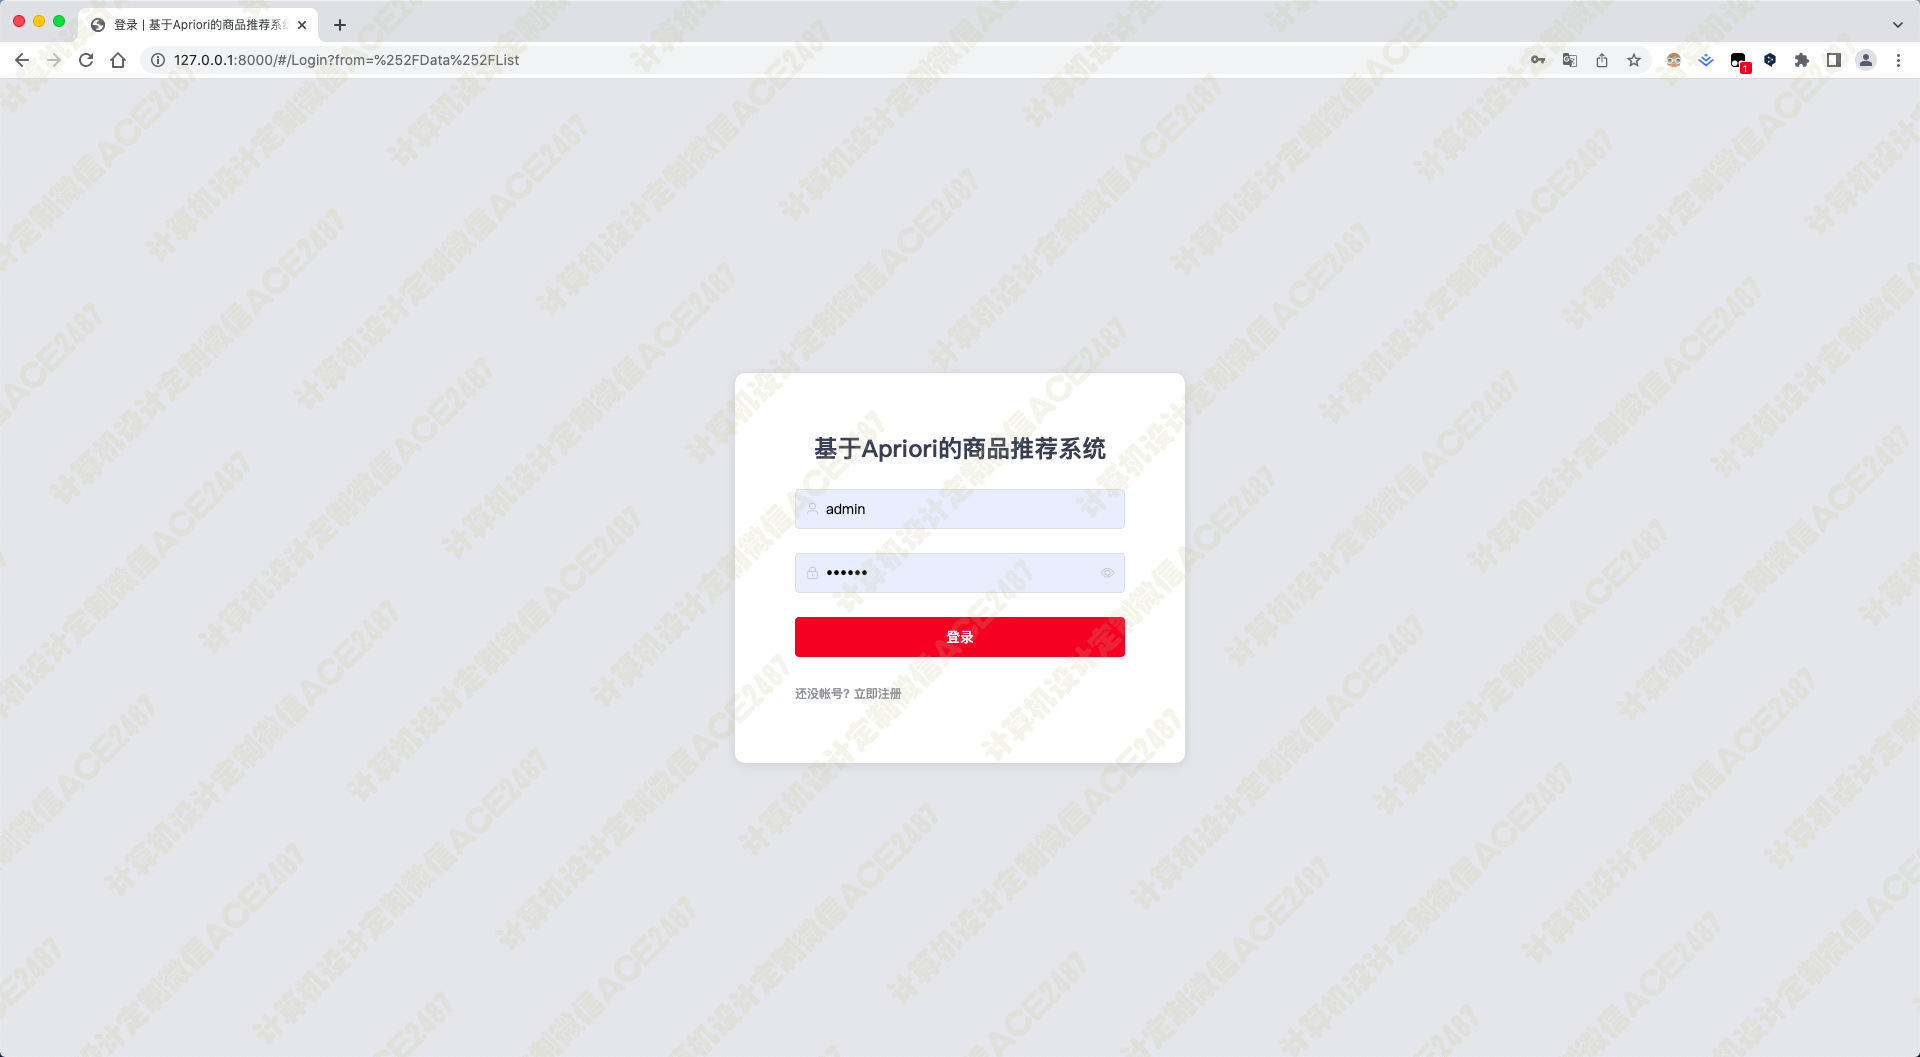 登录 | 基于Apriori的商品推荐系统
127.0.0.1:8000/#/Login?from=%252FData%252FList
1
基于Apriori的商品推荐系统
admin
••••••
登录
还没帐号? 立即注册
计算机设计定制微信ACE2487